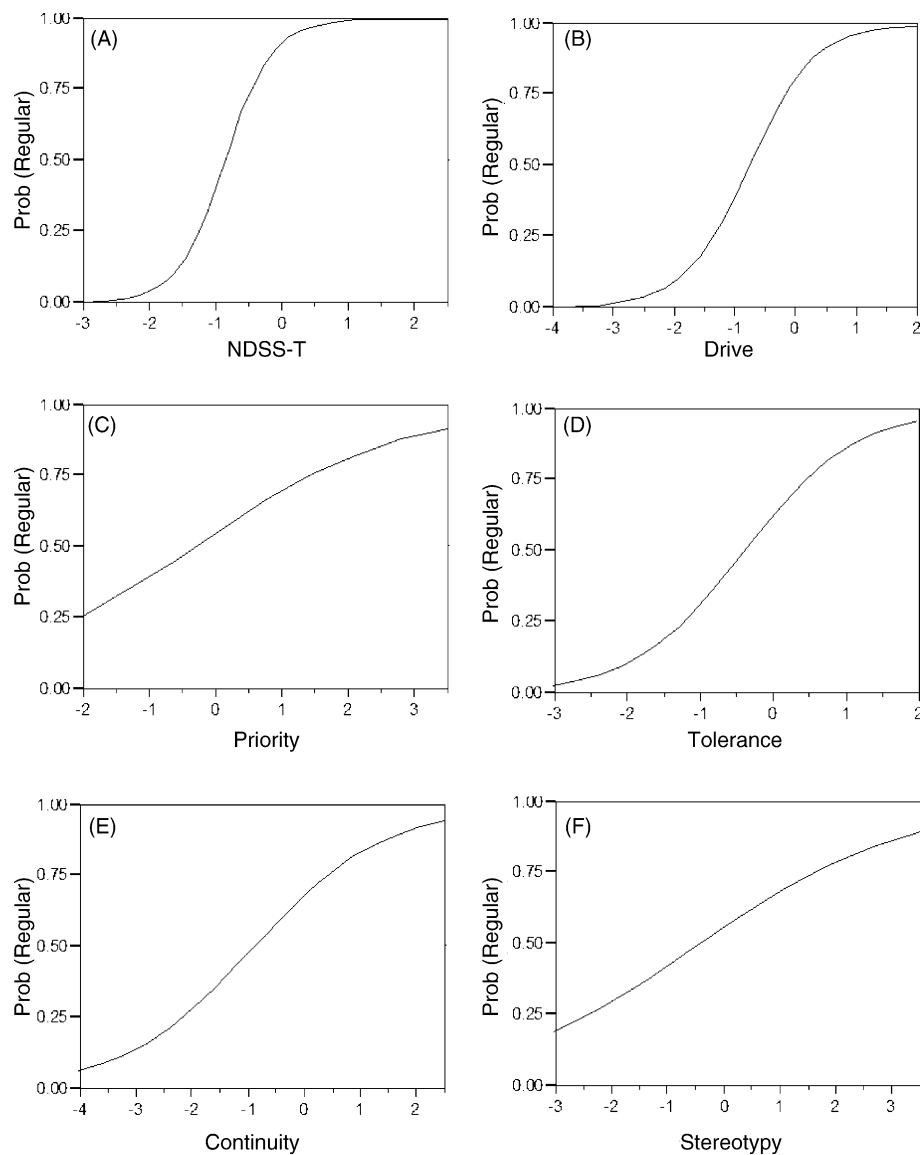 (A)
Prob (Regular)
1.00
0.75
0.50
0.25
0.00
-3 -2 -1 0 1 2
NDSS-T
(B)
Prob (Regular)
1.00
0.75
0.50
0.25
0.00
-4 -3 -2 -1 0 1 2
Drive
(C)
Prob (Regular)
1.00
0.75
0.50
0.25
0.00
-2 -1 0 1 2 3
Priority
(D)
Prob (Regular)
1.00
0.75
0.50
0.25
0.00
-3 -2 -1 0 1 2
Tolerance
(E)
Prob (Regular)
1.00
0.75
0.50
0.25
0.00
-4 -3 -2 -1 0 1 2
Continuity
(F)
Prob (Regular)
1.00
0.75
0.50
0.25
0.00
-3 -2 -1 0 1 2 3
Stereotypy